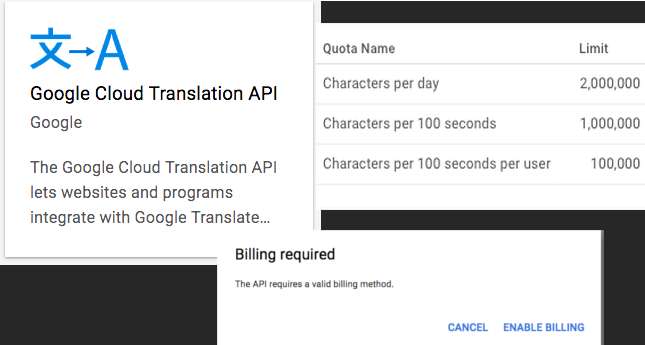 文→A
Google Cloud Translation API
Google
The Google Cloud Translation API
lets websites and programs
integrate with Google Translate...
Quota Name Limit
Characters per day 2,000,000
Characters per 100 seconds 1,000,000
Characters per 100 seconds per user 100,000
Billing required
The API requires a valid billing method.
CANCEL ENABLE BILLING